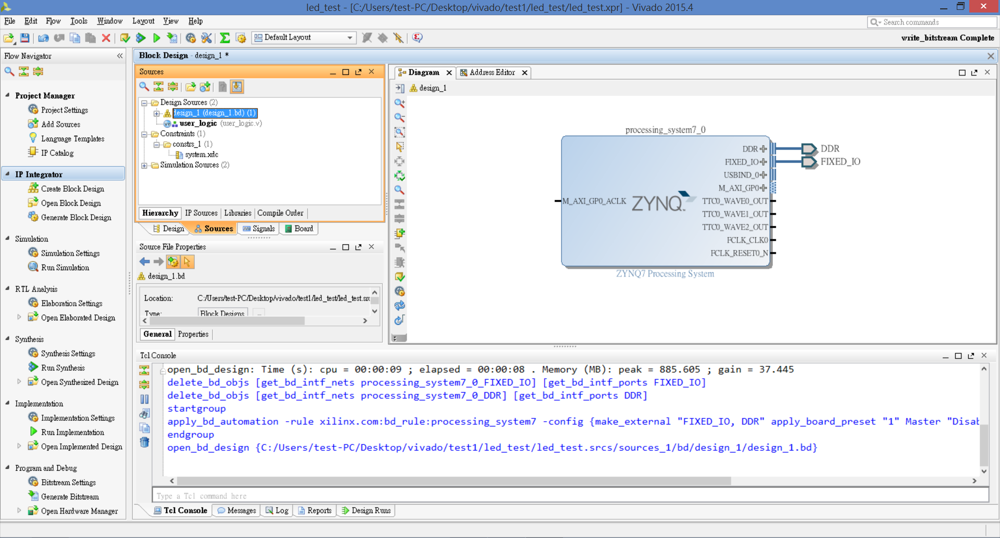 led_test - [C:/Users/test-PC/Desktop/vivado/test1/led_test/led_test.xpr] - Vivado 2015.4
File Edit Flow Tools Window Layout View Help
Search commands
Default Layout
write_bitstream Complete
Flow Navigator
Project Manager
Project Settings
Add Sources
Language Templates
IP Catalog
IP Integrator
Create Block Design
Open Block Design
Generate Block Design
Simulation
Simulation Settings
Run Simulation
RTL Analysis
Elaboration Settings
Open Elaborated Design
Synthesis
Synthesis Settings
Run Synthesis
Open Synthesized Design
Implementation
Implementation Settings
Run Implementation
Open Implemented Design
Program and Debug
Bitstream Settings
Generate Bitstream
Open Hardware Manager
Block Design - design_1 *
Sources
Design Sources (2)
design_1 (design_1.bd) (1)
user_logic (user_logic.v)
Constraints (1)
constrs_1 (1)
system.xdc
Simulation Sources (2)
Hierarchy IP Sources Libraries Compile Order
Design Sources Signals Board
Source File Properties
design_1.bd
Location: C:/Users/test-PC/Desktop/vivado/test1/led_test/led_test.src
Type: Block Designs ...
General Properties
Diagram Address Editor
design_1
processing_system7_0
DDR
FIXED_IO
USBIND_0
M_AXI_GP0
M_AXI_GP0_ACLK
ZYNQ
TTC0_WAVE0_OUT
TTC0_WAVE1_OUT
TTC0_WAVE2_OUT
FCLK_CLK0
FCLK_RESET0_N
ZYNQ7 Processing System
DDR
FIXED_IO
Tcl Console
open_bd_design: Time (s): cpu = 00:00:09 ; elapsed = 00:00:08 . Memory (MB): peak = 885.605 ; gain = 37.445
delete_bd_objs [get_bd_intf_nets processing_system7_0_FIXED_IO] [get_bd_intf_ports FIXED_IO]
delete_bd_objs [get_bd_intf_nets processing_system7_0_DDR] [get_bd_intf_ports DDR]
startgroup
apply_bd_automation -rule xilinx.com:bd_rule:processing_system7 -config {make_external "FIXED_IO, DDR" apply_board_preset "1" Master "Disab
endgroup
open_bd_design {C:/Users/test-PC/Desktop/vivado/test1/led_test/led_test.srcs/sources_1/bd/design_1/design_1.bd}
Type a Tcl command here
Tcl Console Messages Log Reports Design Runs